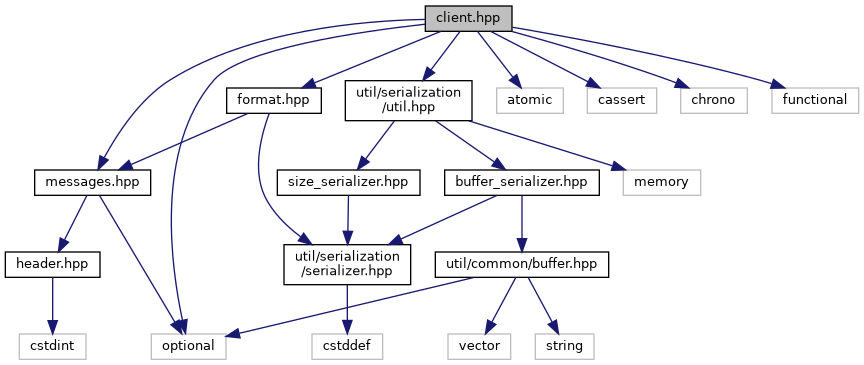 client.hpp
format.hpp
util/serialization
/util.hpp
atomic
cassert
chrono
functional
messages.hpp
size_serializer.hpp
buffer_serializer.hpp
memory
header.hpp
util/serialization
/serializer.hpp
util/common/buffer.hpp
cstdint
optional
cstddef
vector
string